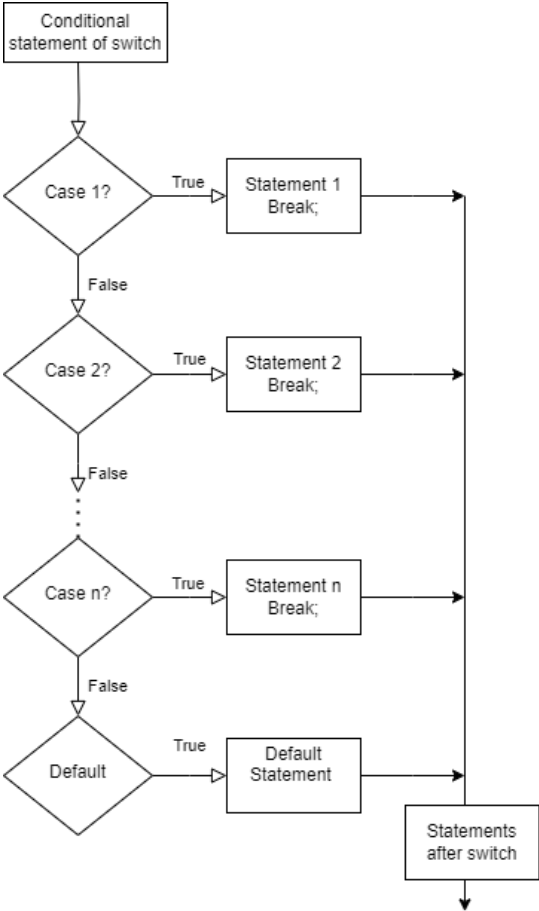 Conditional
statement of switch
Case 1?
True
Statement 1
Break;
False
Case 2?
True
Statement 2
Break;
False
Case n?
True
Statement n
Break;
False
Default
True
Default
Statement
Statements
after switch